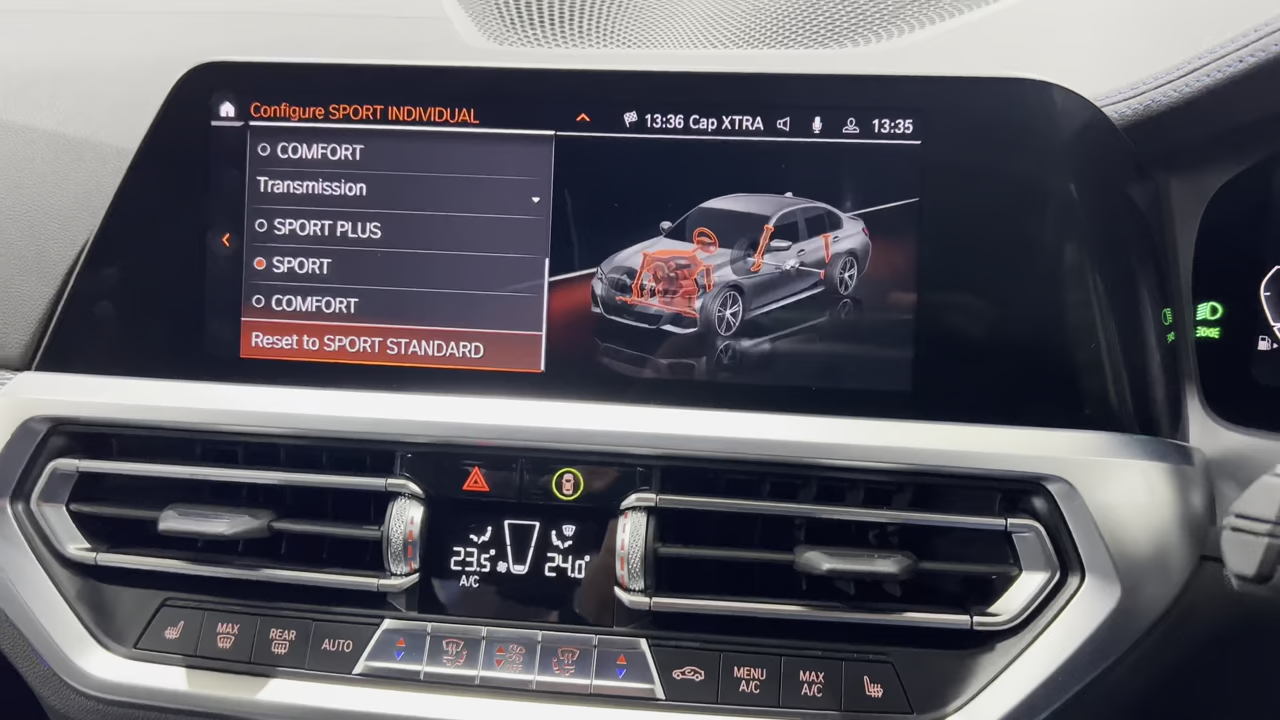 Configure SPORT INDIVIDUAL
13:36 Cap XTRA
13:35
COMFORT
Transmission
SPORT PLUS
SPORT
COMFORT
Reset to SPORT STANDARD
23.5°
24.0°
A/C
MAX
REAR
AUTO
MENU
A/C
MAX
A/C